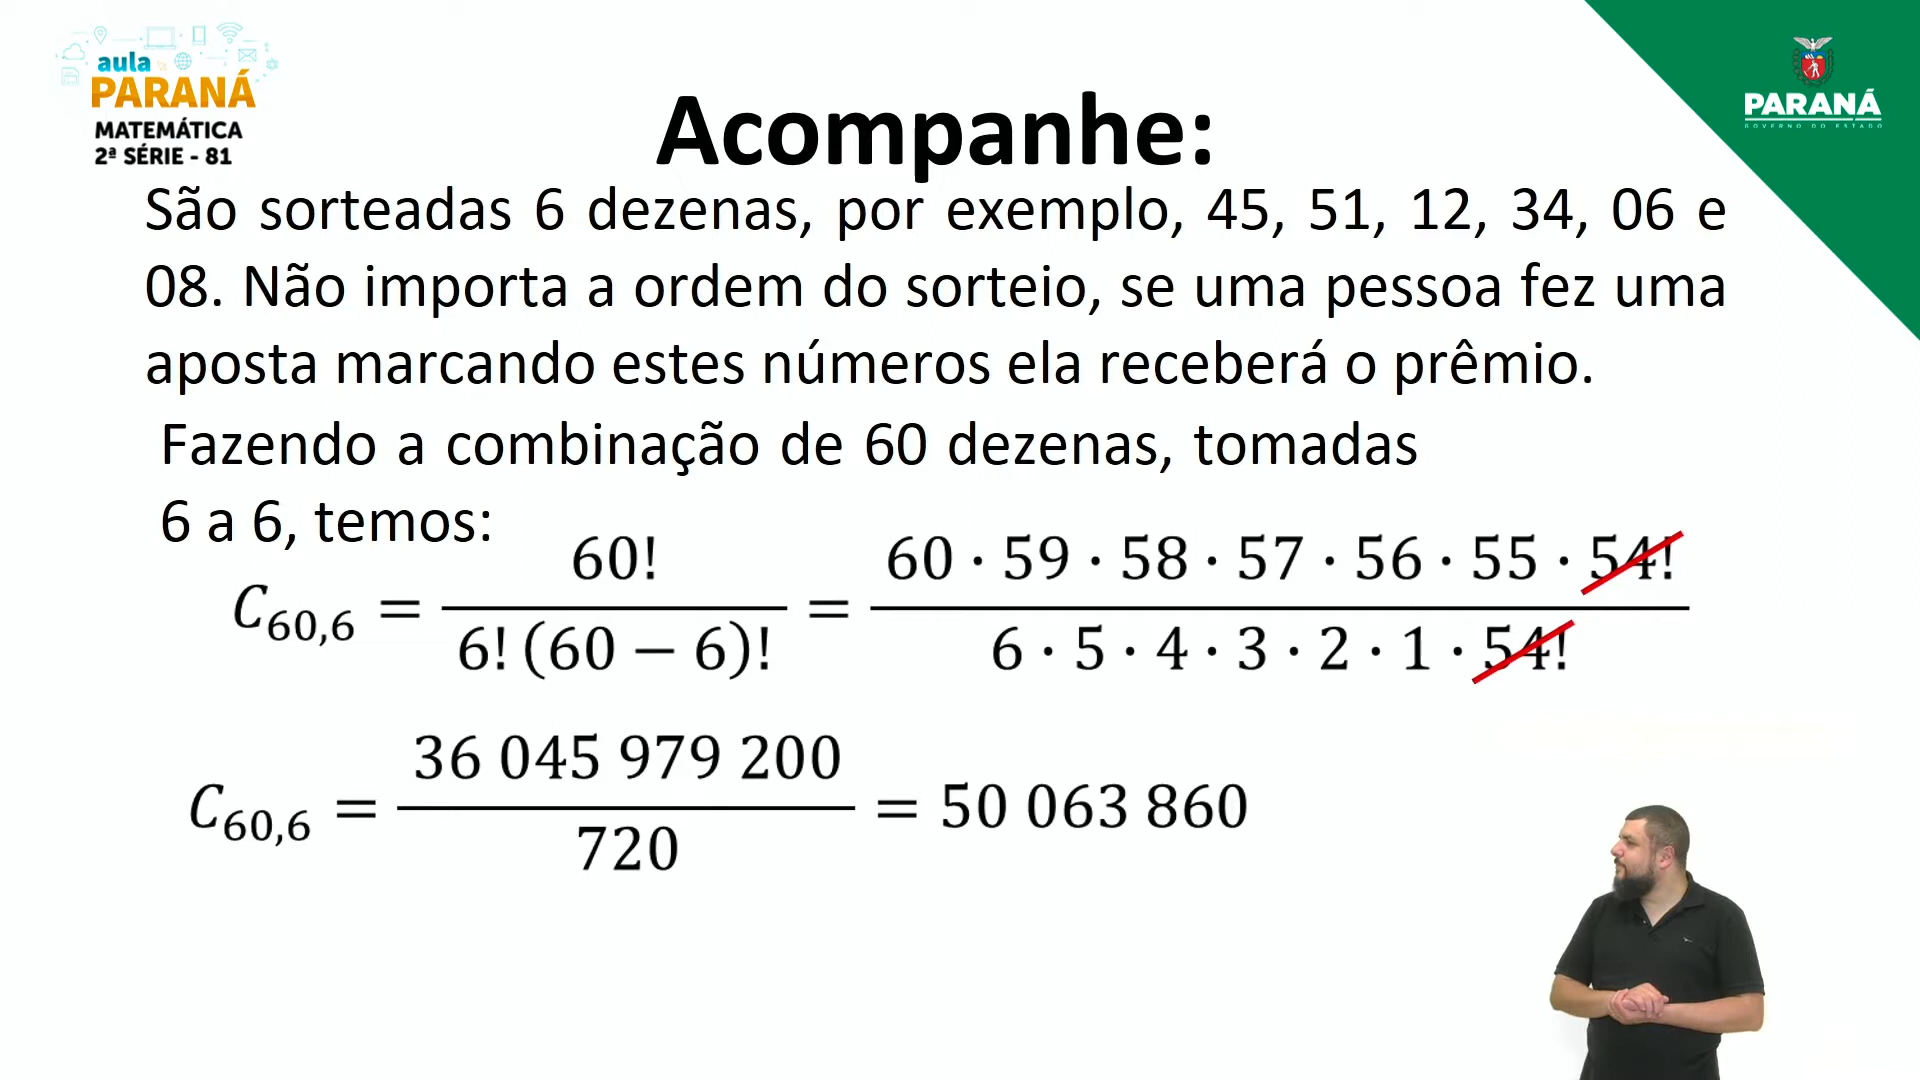 aula
PARANÁ
MATEMÁTICA
2ª SÉRIE - 81
PARANÁ
GOVERNO DO ESTADO
Acompanhe:
São sorteadas 6 dezenas, por exemplo, 45, 51, 12, 34, 06 e
08. Não importa a ordem do sorteio, se uma pessoa fez uma
aposta marcando estes números ela receberá o prêmio.
Fazendo a combinação de 60 dezenas, tomadas
6 a 6, temos:
C₆₀,₆ = 60! / 6! (60 − 6)! = 60 · 59 · 58 · 57 · 56 · 55 · 54! / 6 · 5 · 4 · 3 · 2 · 1 · 54!
C₆₀,₆ = 36 045 979 200 / 720 = 50 063 860